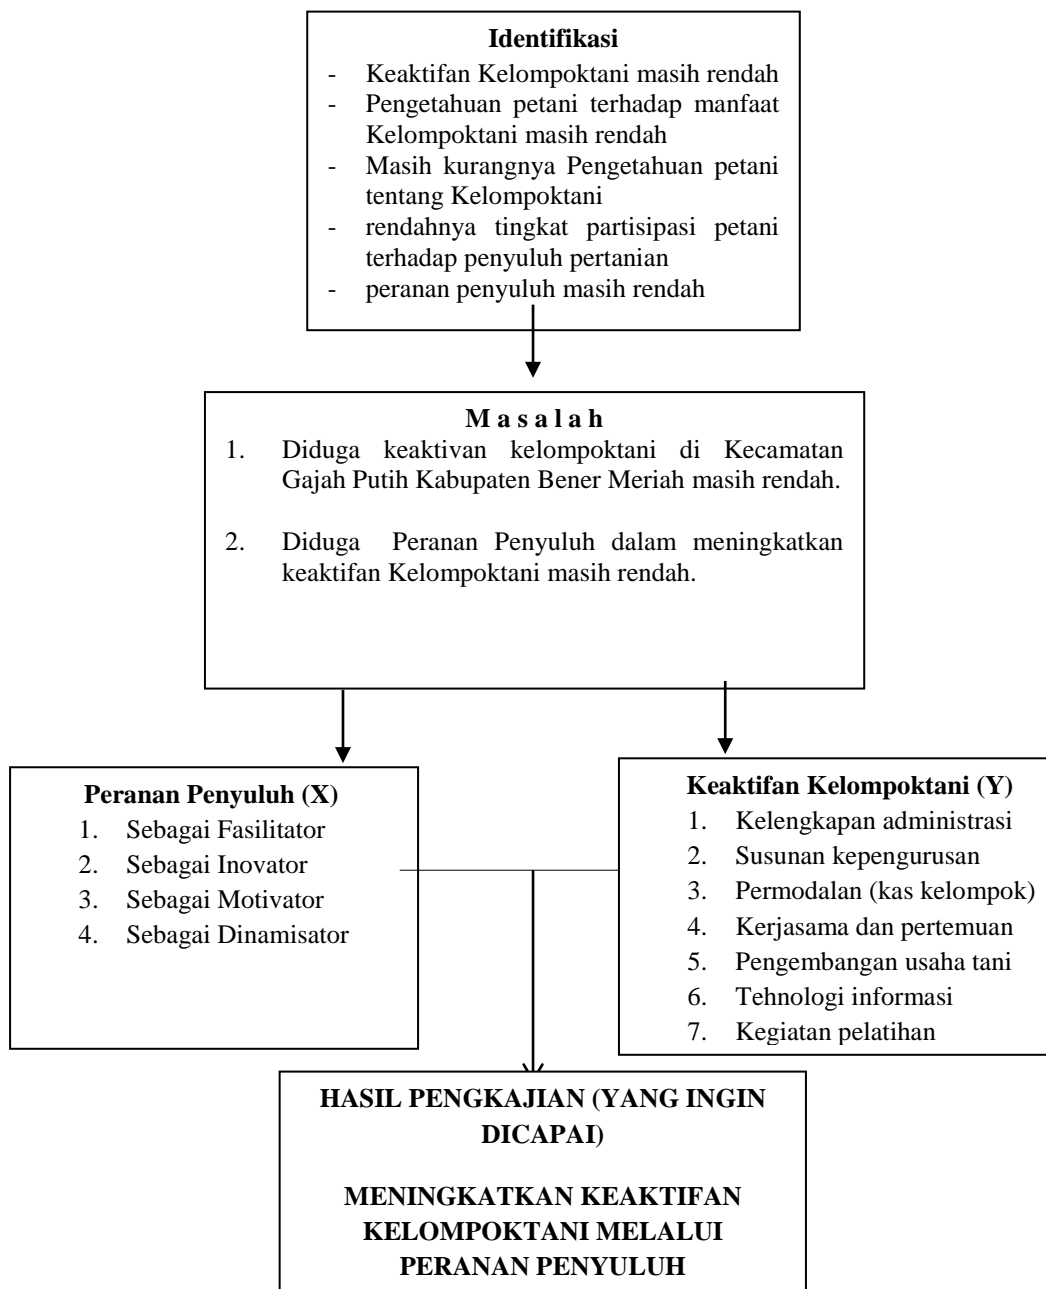 Identifikasi
- Keaktifan Kelompoktani masih rendah
- Pengetahuan petani terhadap manfaat
Kelompoktani masih rendah
- Masih kurangnya Pengetahuan petani
tentang Kelompoktani
- rendahnya tingkat partisipasi petani
terhadap penyuluh pertanian
- peranan penyuluh masih rendah
M a s a l a h
1. Diduga keaktivan kelompoktani di Kecamatan
Gajah Putih Kabupaten Bener Meriah masih rendah.
2. Diduga Peranan Penyuluh dalam meningkatkan
keaktifan Kelompoktani masih rendah.
Peranan Penyuluh (X)
1. Sebagai Fasilitator
2. Sebagai Inovator
3. Sebagai Motivator
4. Sebagai Dinamisator
Keaktifan Kelompoktani (Y)
1. Kelengkapan administrasi
2. Susunan kepengurusan
3. Permodalan (kas kelompok)
4. Kerjasama dan pertemuan
5. Pengembangan usaha tani
6. Tehnologi informasi
7. Kegiatan pelatihan
HASIL PENGKAJIAN (YANG INGIN
DICAPAI)
MENINGKATKAN KEAKTIFAN
KELOMPOKTANI MELALUI
PERANAN PENYULUH